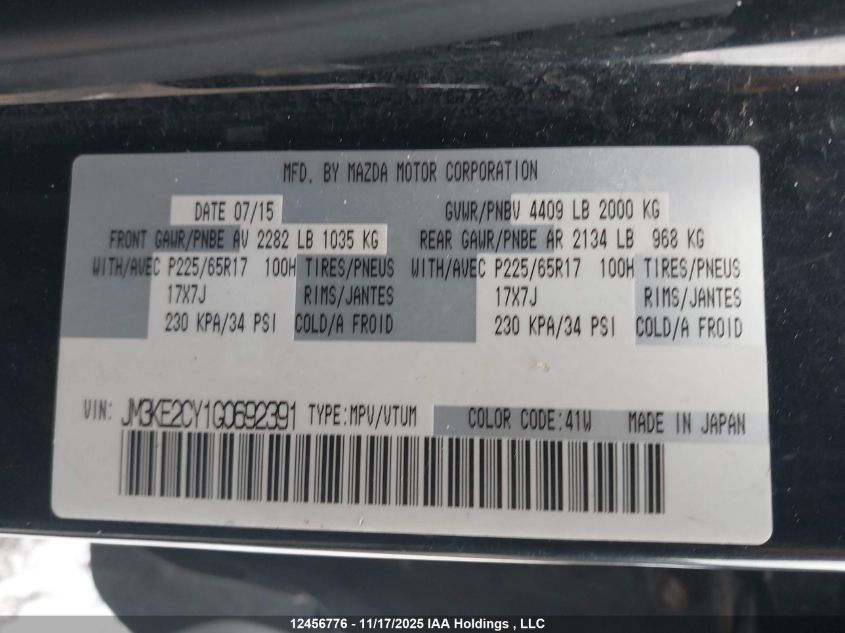 MFD. BY MAZDA MOTOR CORPORATION
DATE 07/15 GVWR/PNBV 4409 LB 2000 KG
FRONT GAWR/PNBE AV 2282 LB 1035 KG REAR GAWR/PNBE AR 2134 LB 968 KG
WITH/AVEC P225/65R17 100H TIRES/PNEUS WITH/AVEC P225/65R17 100H TIRES/PNEUS
17X7J RIMS/JANTES 17X7J RIMS/JANTES
230 KPA/34 PSI COLD/A FROID 230 KPA/34 PSI COLD/A FROID
VIN: JM3KE2CY1G0692391 TYPE:MPV/VTUM COLOR CODE:41W MADE IN JAPAN
12456776 - 11/17/2025 IAA Holdings , LLC